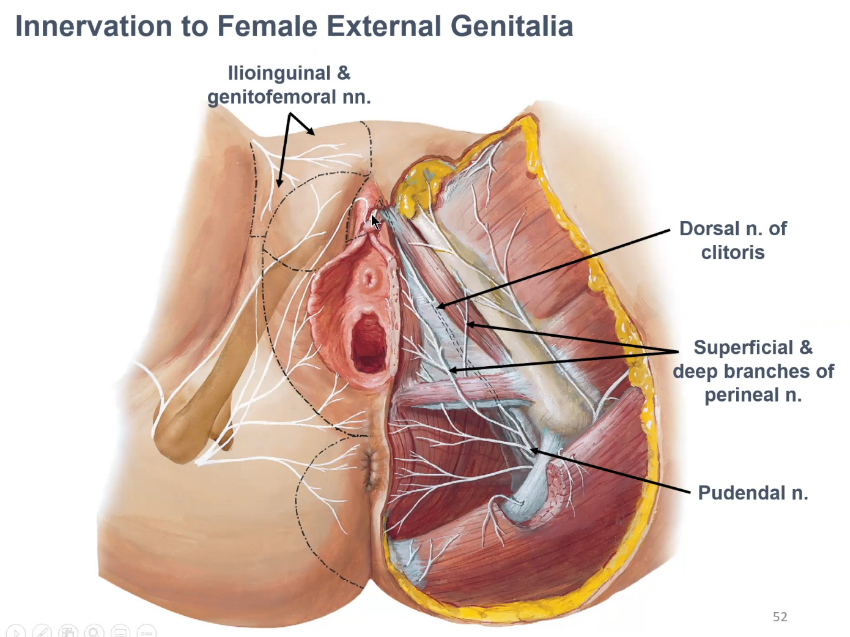 Innervation to Female External Genitalia
Ilioinguinal &
genitofemoral nn.
Dorsal n. of
clitoris
Superficial &
deep branches of
perineal n.
Pudendal n.
52